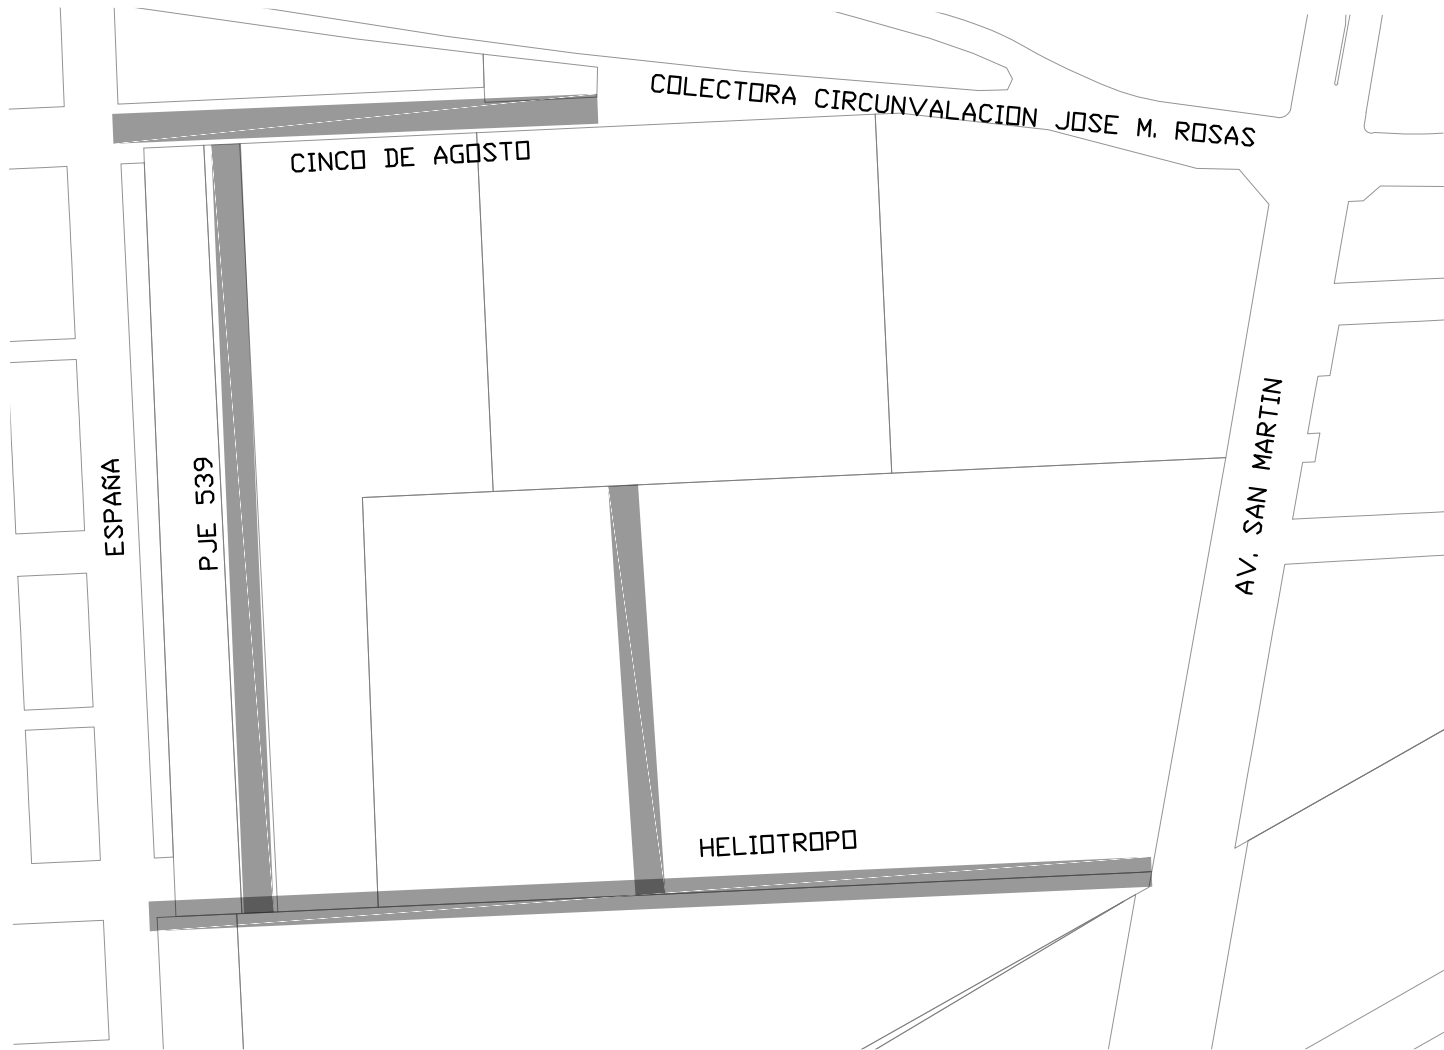 COLECTORA CIRCUNVALACION JOSE M. ROSAS
CINCO DE AGOSTO
ESPAÑA
PJE 539
AV. SAN MARTIN
HELIOTROPO